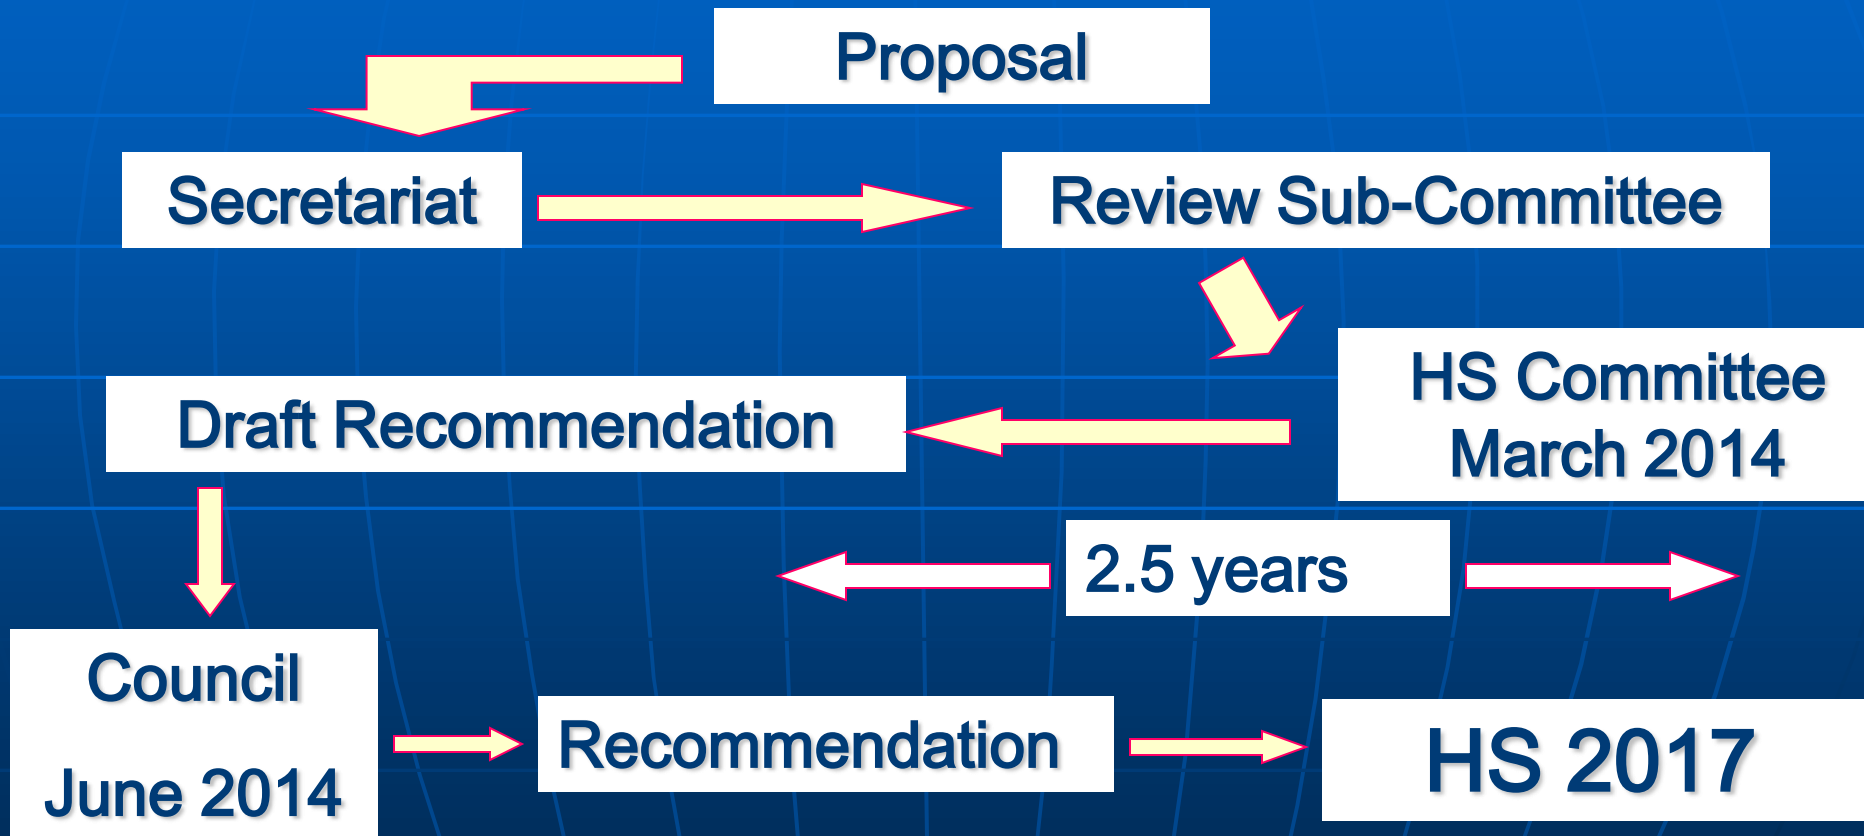 Proposal
Secretariat
Review Sub-Committee
HS Committee
March 2014
Draft Recommendation
2.5 years
Council
June 2014
Recommendation
HS 2017